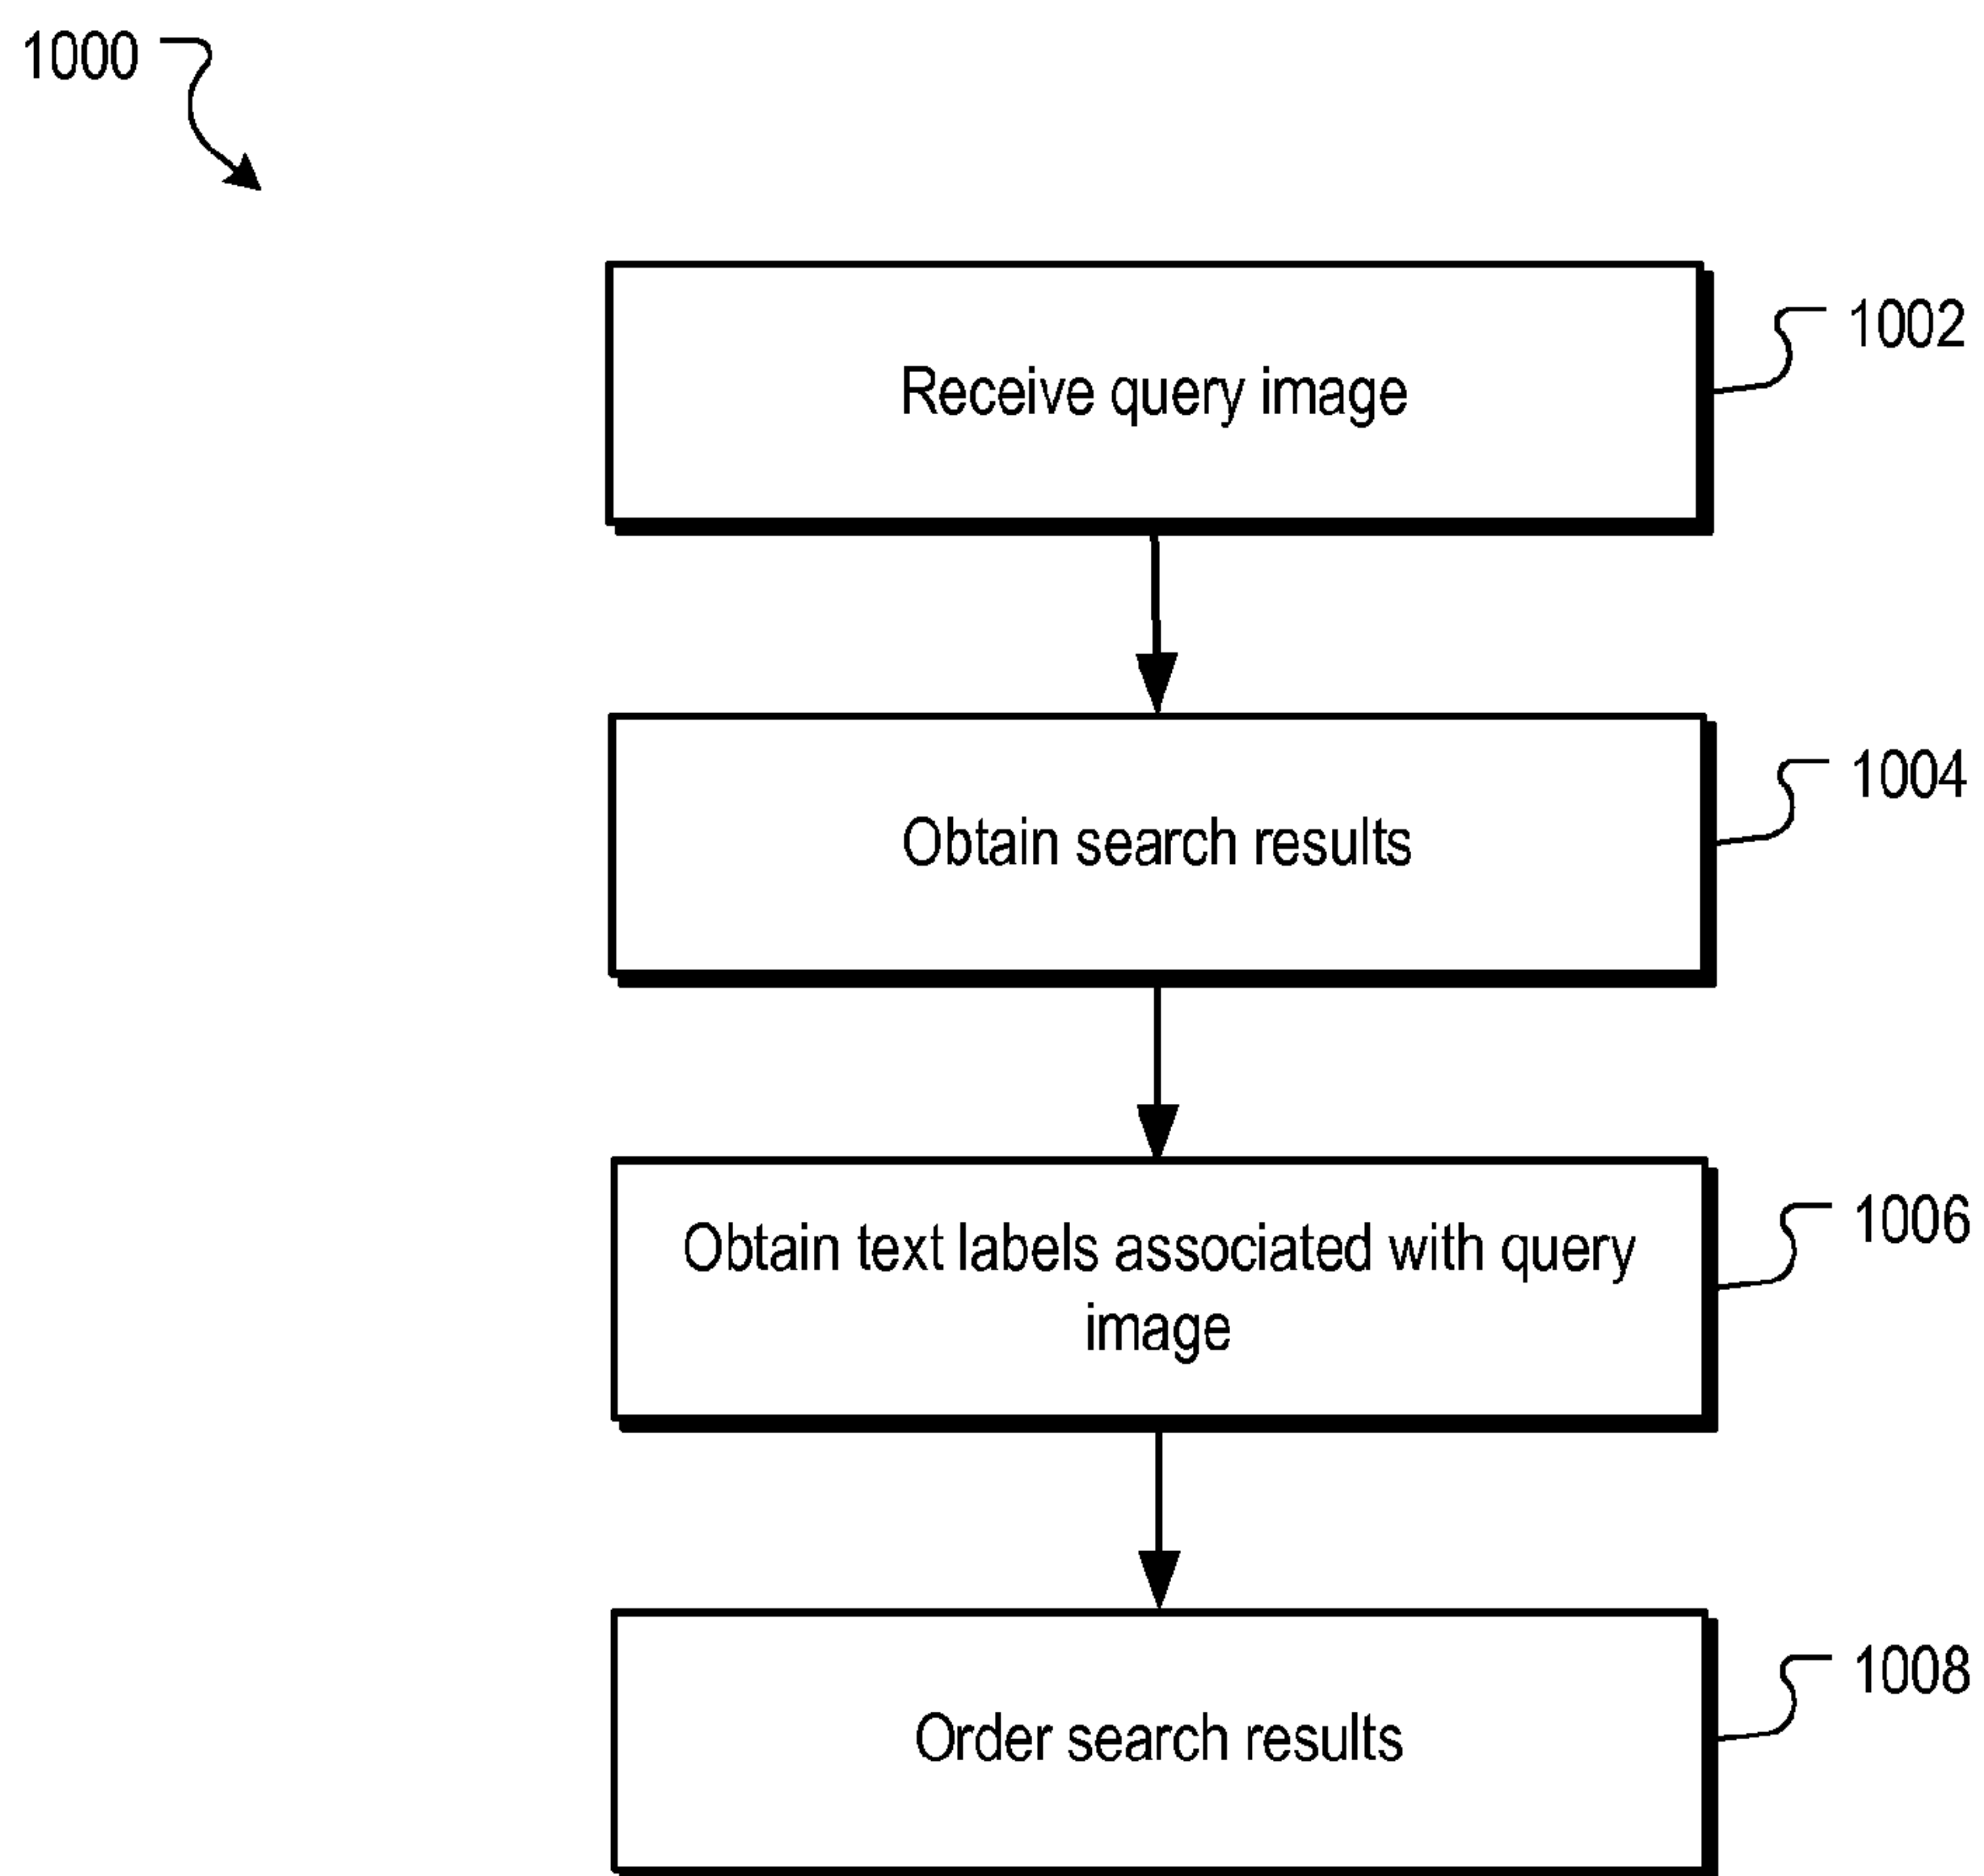 1000
Receive query image
1002
Obtain search results
1004
Obtain text labels associated with query
image
1006
Order search results
1008